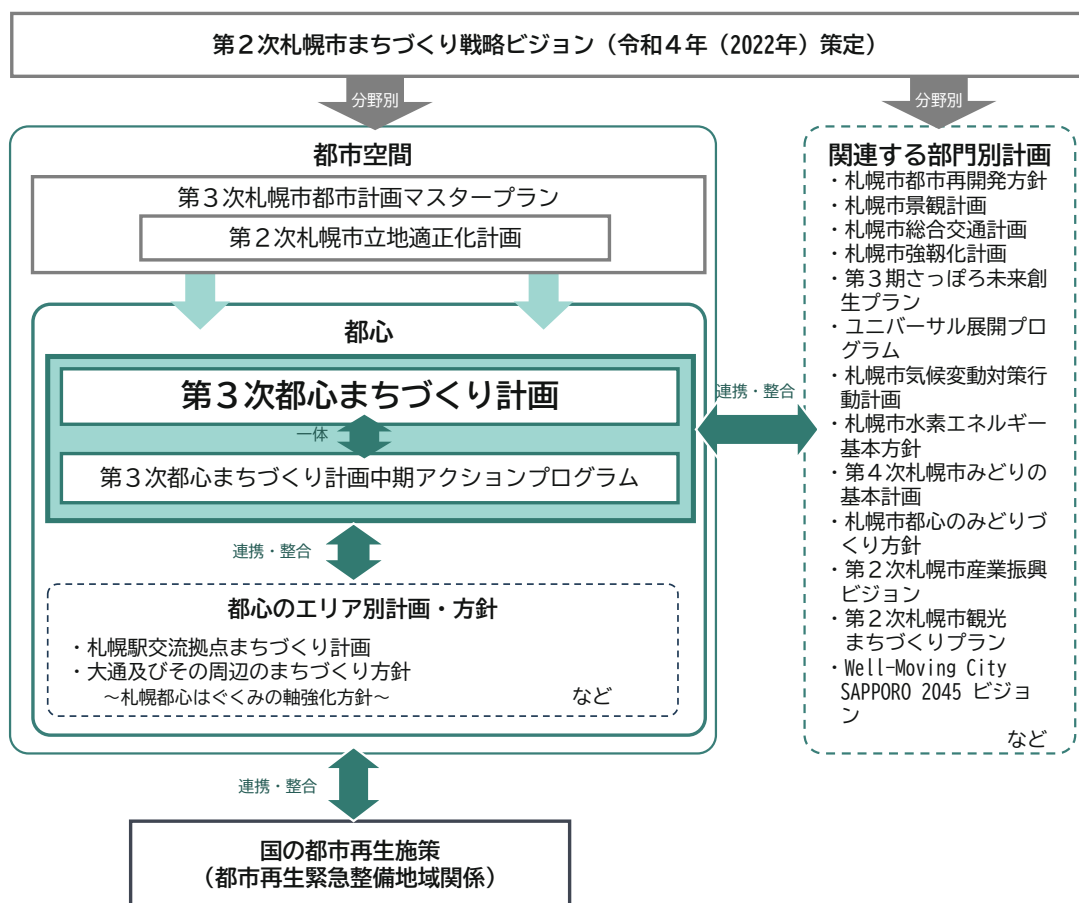 第２次札幌市まちづくり戦略ビジョン（令和４年（2022年）策定）
分野別
分野別
都市空間
第３次札幌市都市計画マスタープラン
第２次札幌市立地適正化計画
都心
第３次都心まちづくり計画
一体
第３次都心まちづくり計画中期アクションプログラム
連携・整合
都心のエリア別計画・方針
・札幌駅交流拠点まちづくり計画
・大通及びその周辺のまちづくり方針
～札幌都心はぐくみの軸強化方針～
など
連携・整合
関連する部門別計画
・札幌市都市再開発方針
・札幌市景観計画
・札幌市総合交通計画
・札幌市強靱化計画
・第３期さっぽろ未来創
生プラン
・ユニバーサル展開プロ
グラム
・札幌市気候変動対策行
動計画
・札幌市水素エネルギー
基本方針
・第４次札幌市みどりの
基本計画
・札幌市都心のみどりづ
くり方針
・第２次札幌市産業振興
ビジョン
・第２次札幌市観光
まちづくりプラン
・Well-Moving City
SAPPORO 2045 ビジョ
ン
など
連携・整合
国の都市再生施策
（都市再生緊急整備地域関係）